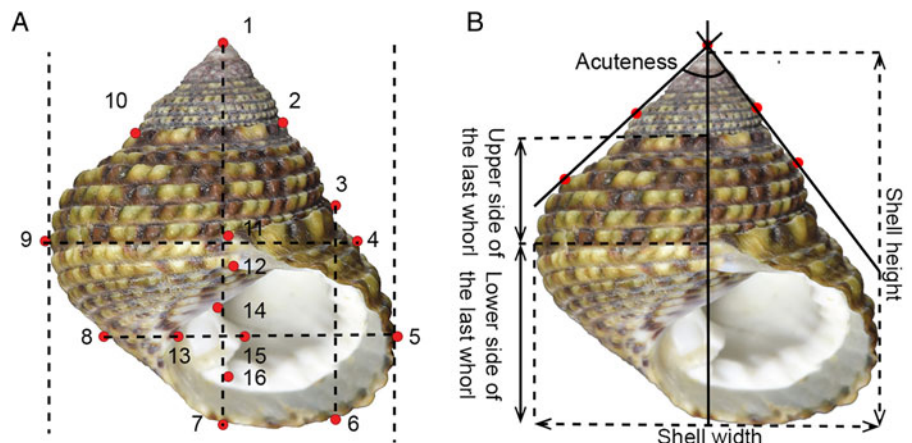 A
1
2
10
3
9
11
4
12
14
8
13
15
5
16
7
6
B
Acuteness
Upper side of
the last whorl
Lower side of
the last whorl
Shell height
Shell width